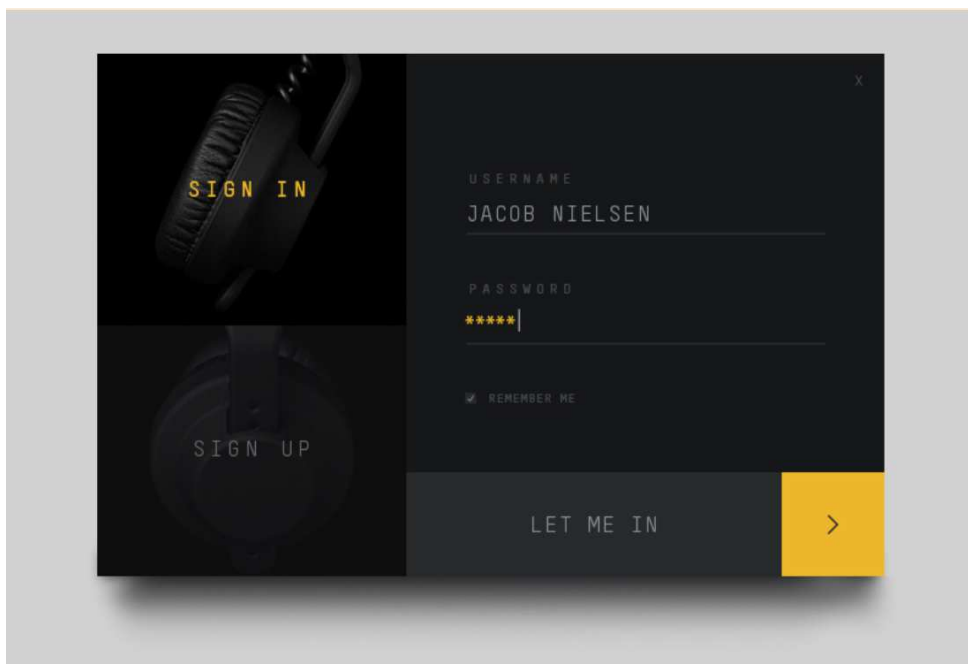 SIGN IN
SIGN UP
X
USERNAME
JACOB NIELSEN
PASSWORD
*****
REMEMBER ME
LET ME IN
>